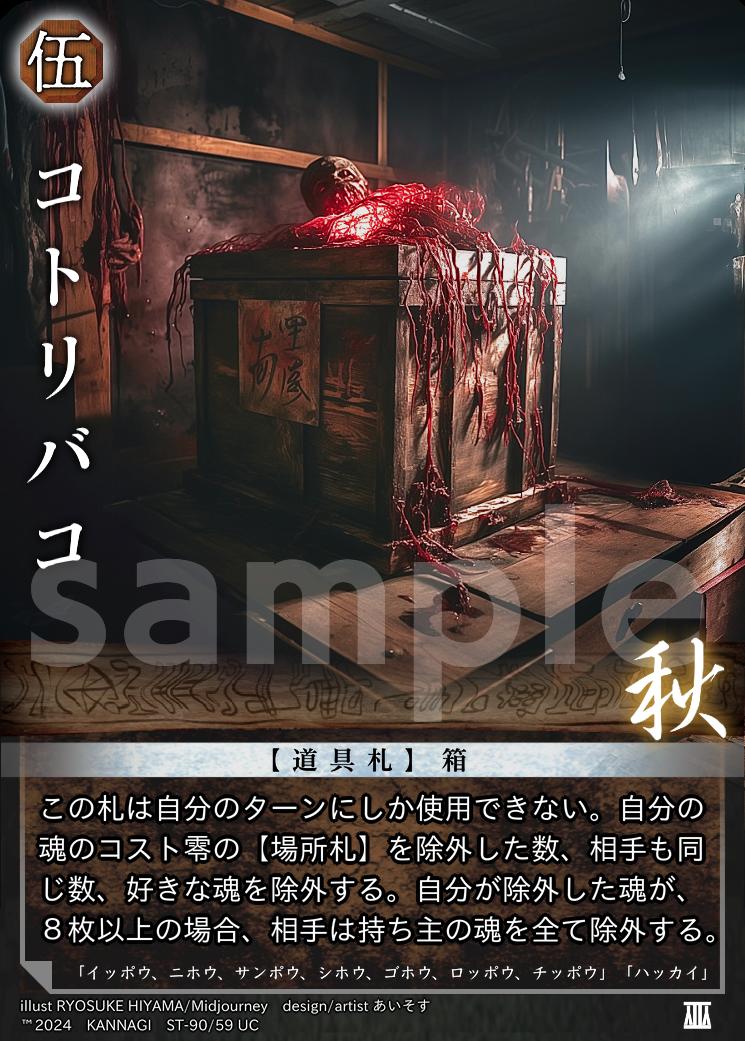 伍
コトリバコ
sample
秋
【道具札】 箱
この札は自分のターンにしか使用できない。自分の
魂のコスト零の【場所札】を除外した数、相手も同
じ数、好きな魂を除外する。自分が除外した魂が、
８枚以上の場合、相手は持ち主の魂を全て除外する。
「イッポウ、ニホウ、サンポウ、シホウ、ゴホウ、ロッポウ、チッポウ」「ハッカイ」
illust RYOSUKE HIYAMA/Midjourney design/artist あいそす
™2024 KANNAGI ST-90/59 UC